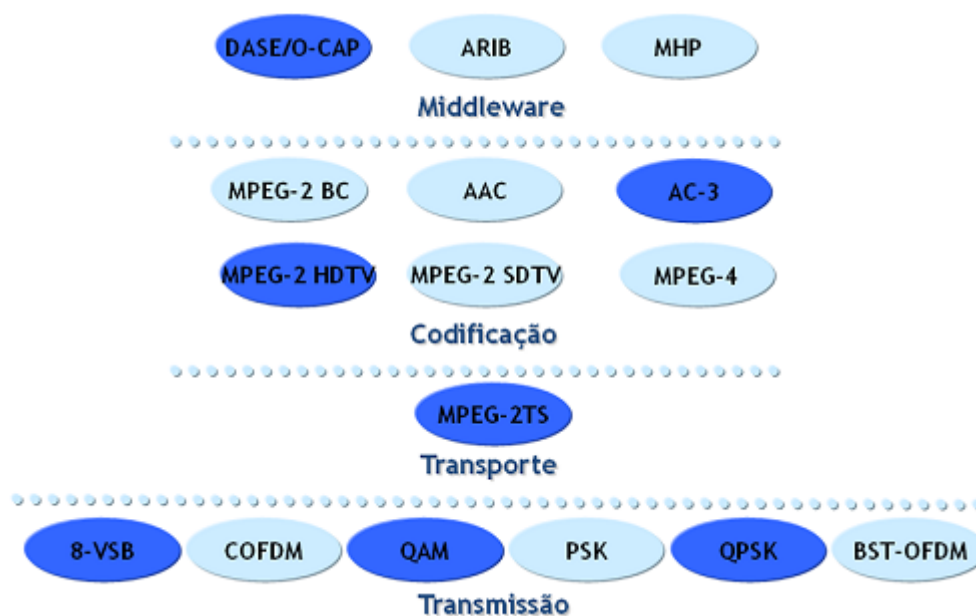 DASE/O-CAP ARIB MHP
Middleware
MPEG-2 BC AAC AC-3
MPEG-2 HDTV MPEG-2 SDTV MPEG-4
Codificação
MPEG-2TS
Transporte
8-VSB COFDM QAM PSK QPSK BST-OFDM
Transmissão